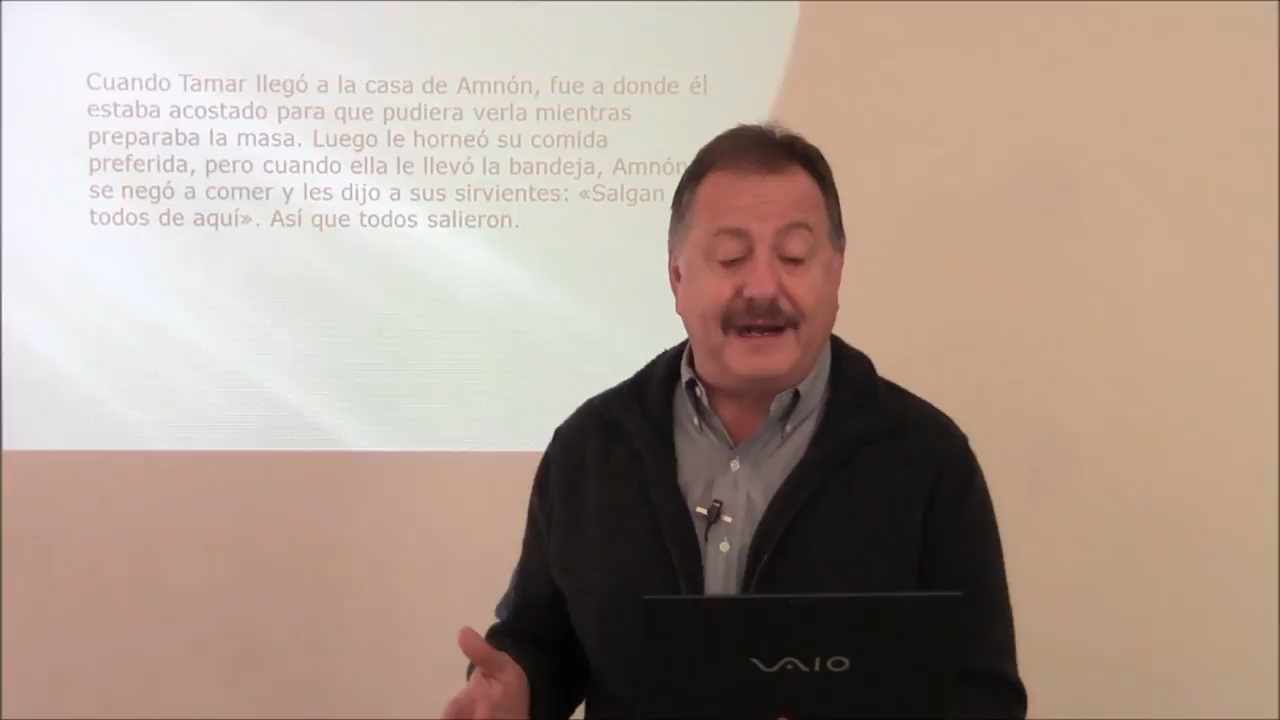 Cuando Tamar llegó a la casa de Amnón, fue a donde él
estaba acostado para que pudiera verla mientras
preparaba la masa. Luego le horneó su comida
preferida, pero cuando ella le llevó la bandeja, Amnón
se negó a comer y les dijo a sus sirvientes: «Salgan
todos de aquí». Así que todos salieron.
VAIO